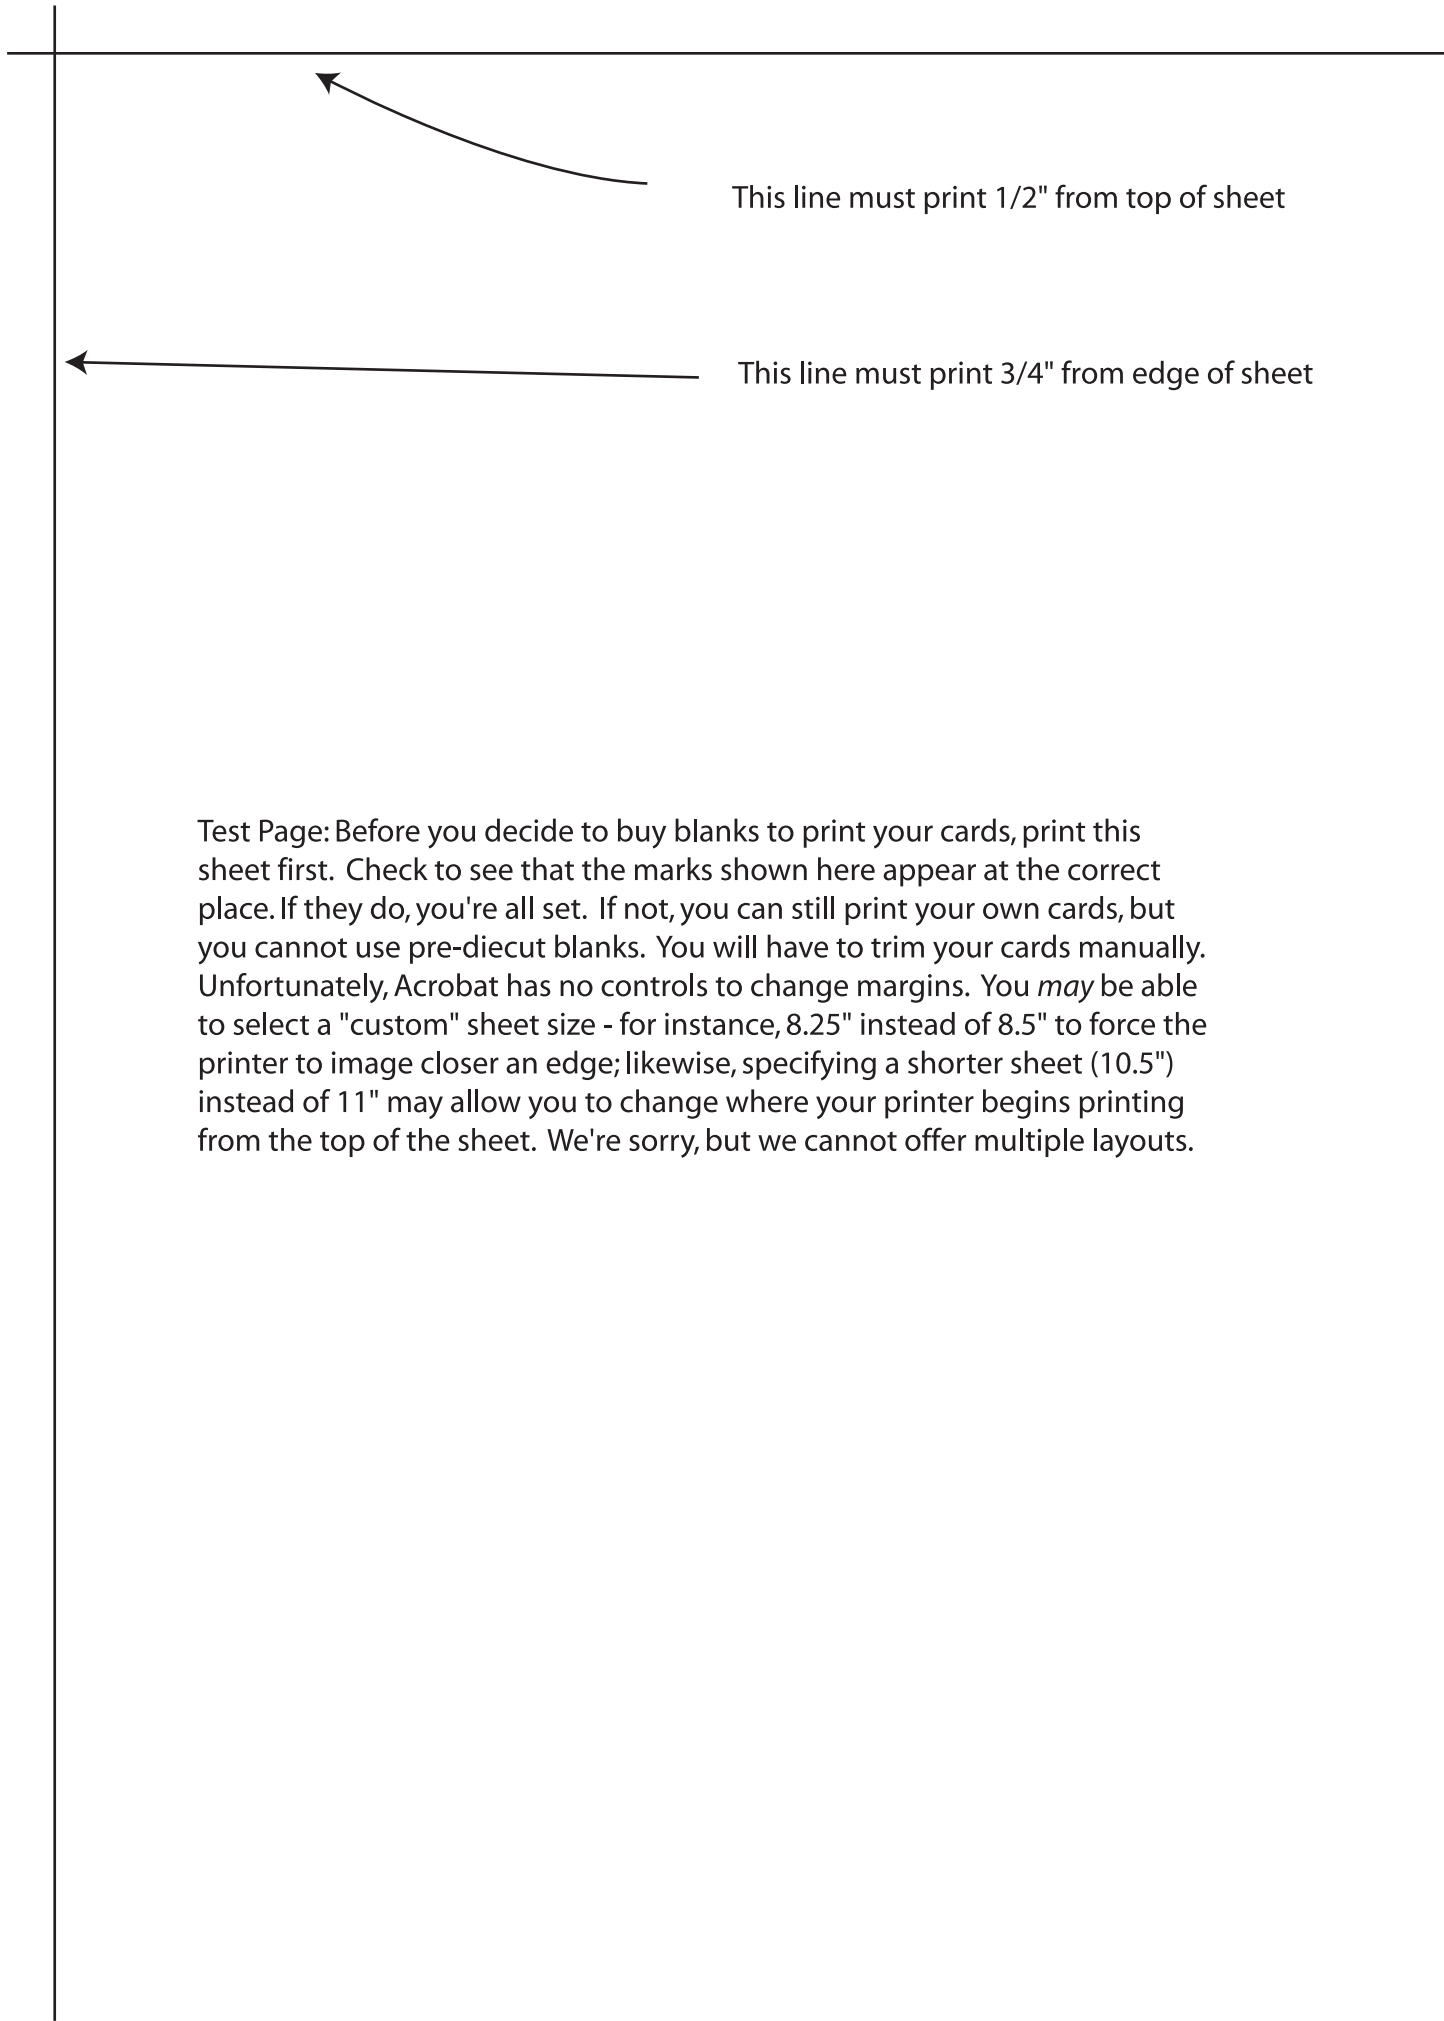 This line must print 1/2" from top of sheet
This line must print 3/4" from edge of sheet
Test Page: Before you decide to buy blanks to print your cards, print this
sheet first.  Check to see that the marks shown here appear at the correct
place. If they do, you're all set.  If not, you can still print your own cards, but
you cannot use pre-diecut blanks.  You will have to trim your cards manually.
Unfortunately, Acrobat has no controls to change margins.  You may be able
to select a "custom" sheet size - for instance, 8.25" instead of 8.5" to force the
printer to image closer an edge; likewise, specifying a shorter sheet (10.5")
instead of 11" may allow you to change where your printer begins printing
from the top of the sheet.  We're sorry, but we cannot offer multiple layouts.